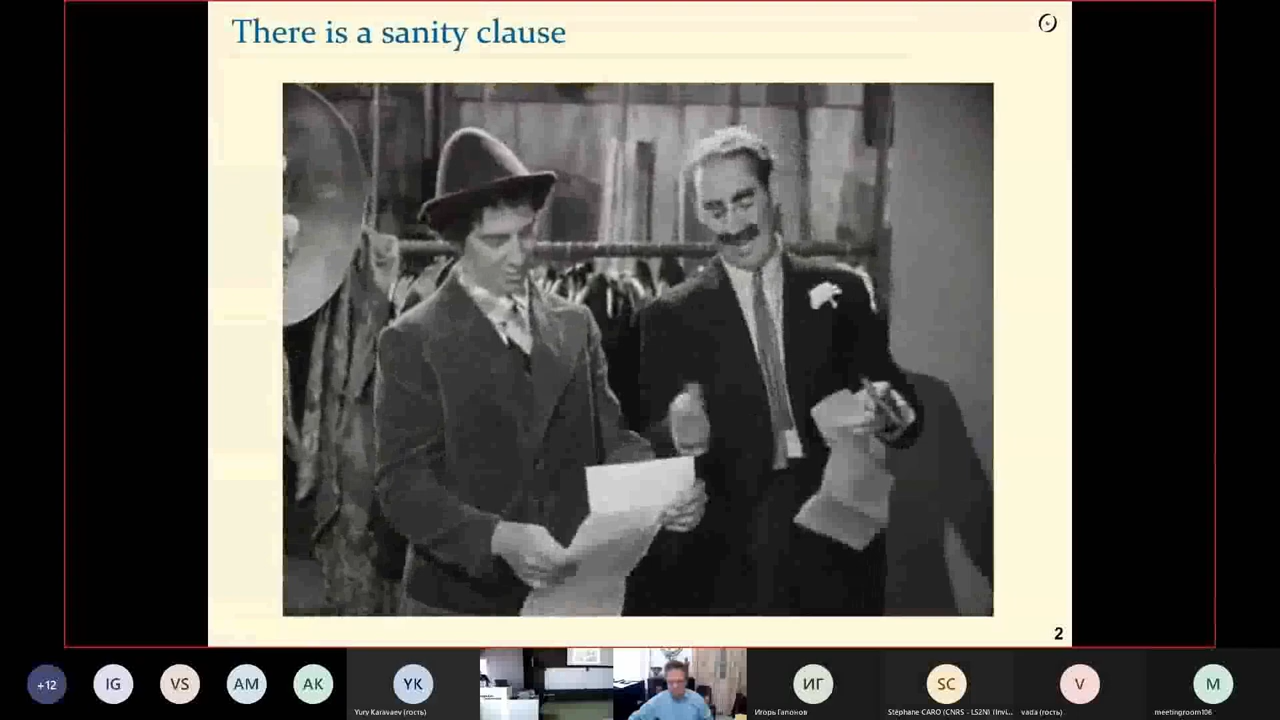 There is a sanity clause
2
+12
IG
VS
AM
AK
YK
ИГ
SC
V
M
Yury Karavaev (гость)
Игорь Гапонов
Stéphane CARO (CNRS - LS2N) (Invi...
vada (гость)
meetingroom106